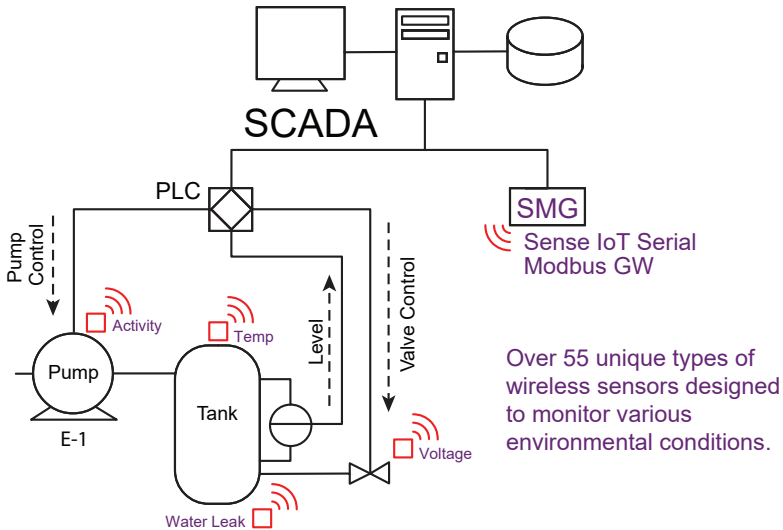 SCADA
PLC
SMG
Sense IoT Serial
Modbus GW
Pump
Control
Activity
Temp
Level
Valve Control
Pump
E-1
Tank
Voltage
Water Leak
Over 55 unique types of
wireless sensors designed
to monitor various
environmental conditions.